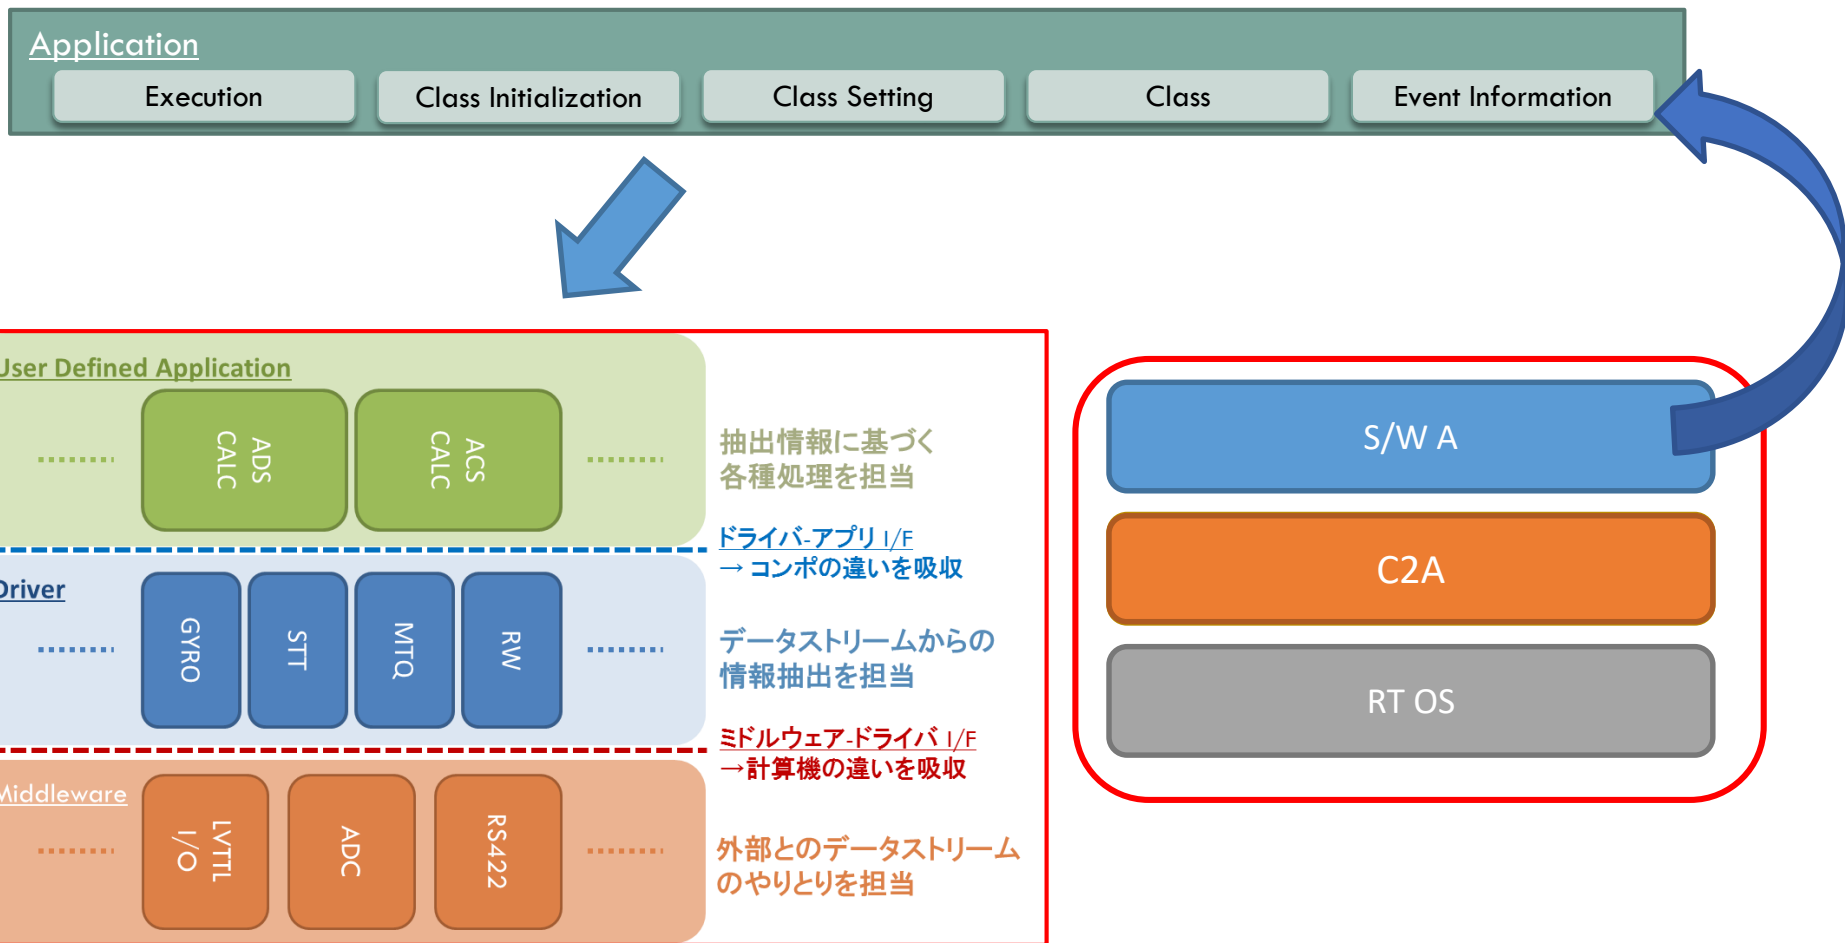 Application
Execution
Class Initialization
Class Setting
Class
Event Information
User Defined Application
ADS
CALC
ACS
CALC
抽出情報に基づく
各種処理を担当
ドライバ-アプリ I/F
→ コンポの違いを吸収
Driver
GYRO
STT
MTQ
RW
データストリームからの
情報抽出を担当
ミドルウェア-ドライバ I/F
→計算機の違いを吸収
Middleware
LVTTL
I/O
ADC
RS422
外部とのデータストリーム
のやりとりを担当
S/W A
C2A
RT OS